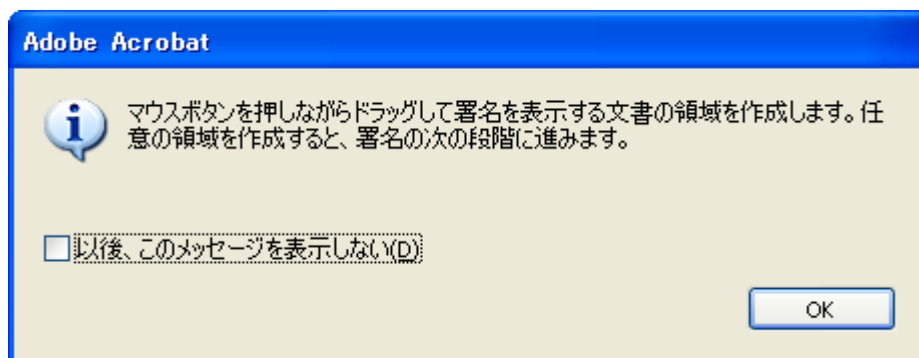 Adobe Acrobat
マウスボタンを押しながらドラッグして署名を表示する文書の領域を作成します。任
意の領域を作成すると、署名の次の段階に進みます。
以後、このメッセージを表示しない(D)
OK